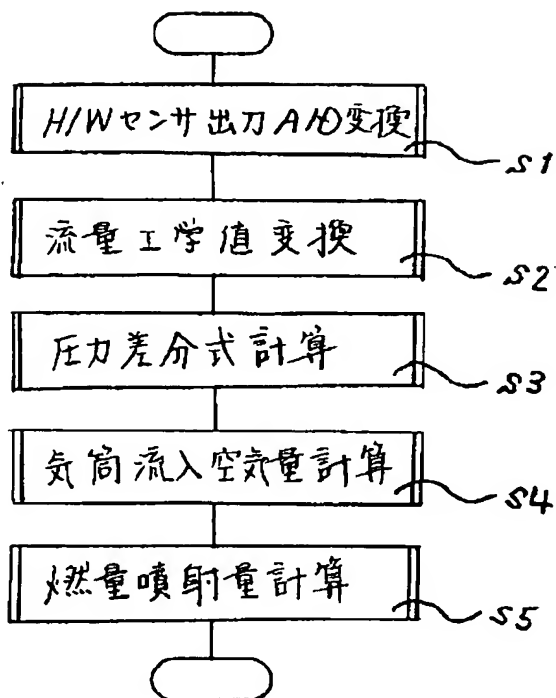 H/Wセンサ出力A/D変換
S1
流量工学値変換
S2
圧力差分式計算
S3
気筒流入空気量計算
S4
燃量噴射量計算
S5